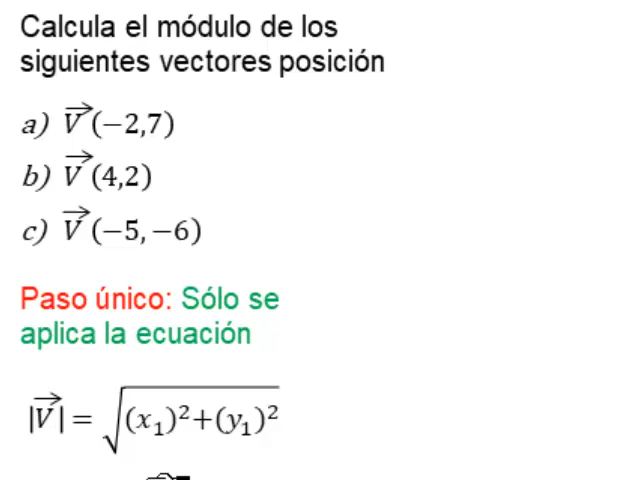 Calcula el módulo de los
siguientes vectores posición
a) V⃗ (−2,7)
b) V⃗ (4,2)
c) V⃗ (−5, −6)
Paso único: Sólo se
aplica la ecuación
|V⃗| = √((x₁)²+(y₁)²)